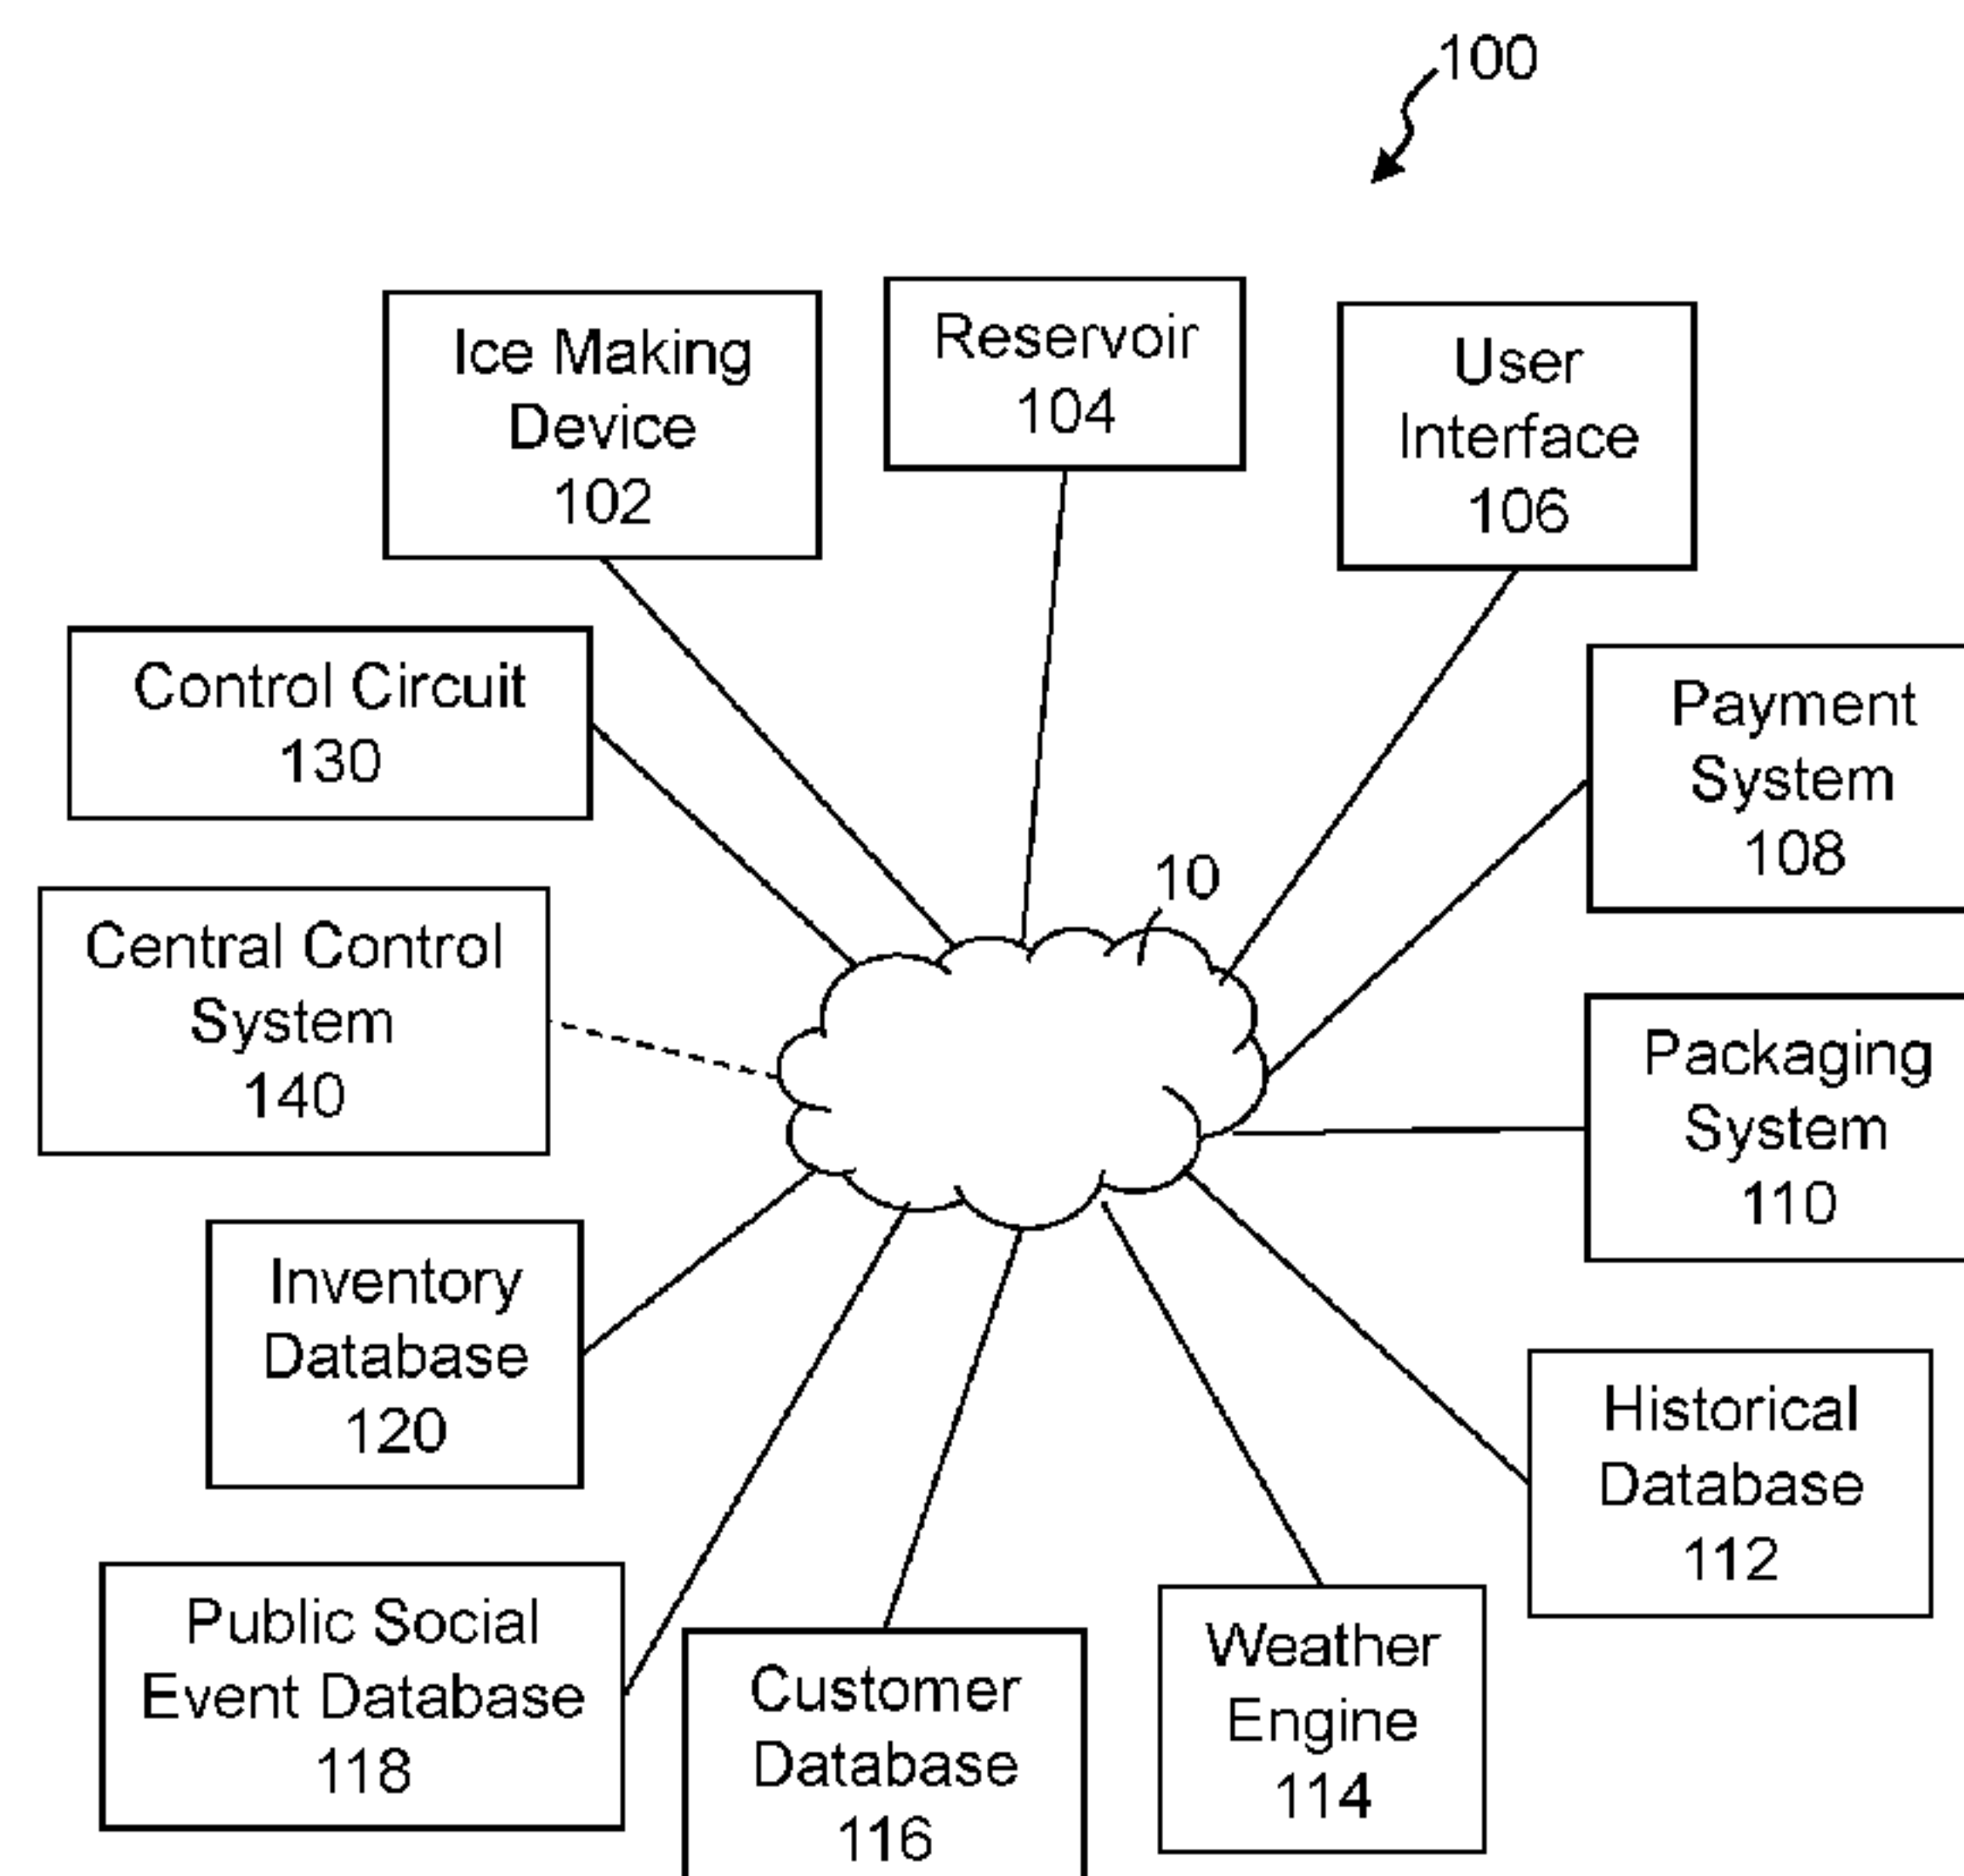 100
Ice Making
Device
102
Reservoir
104
User
Interface
106
Control Circuit
130
Payment
System
108
10
Central Control
System
140
Packaging
System
110
Inventory
Database
120
Historical
Database
112
Public Social
Event Database
118
Customer
Database
116
Weather
Engine
114